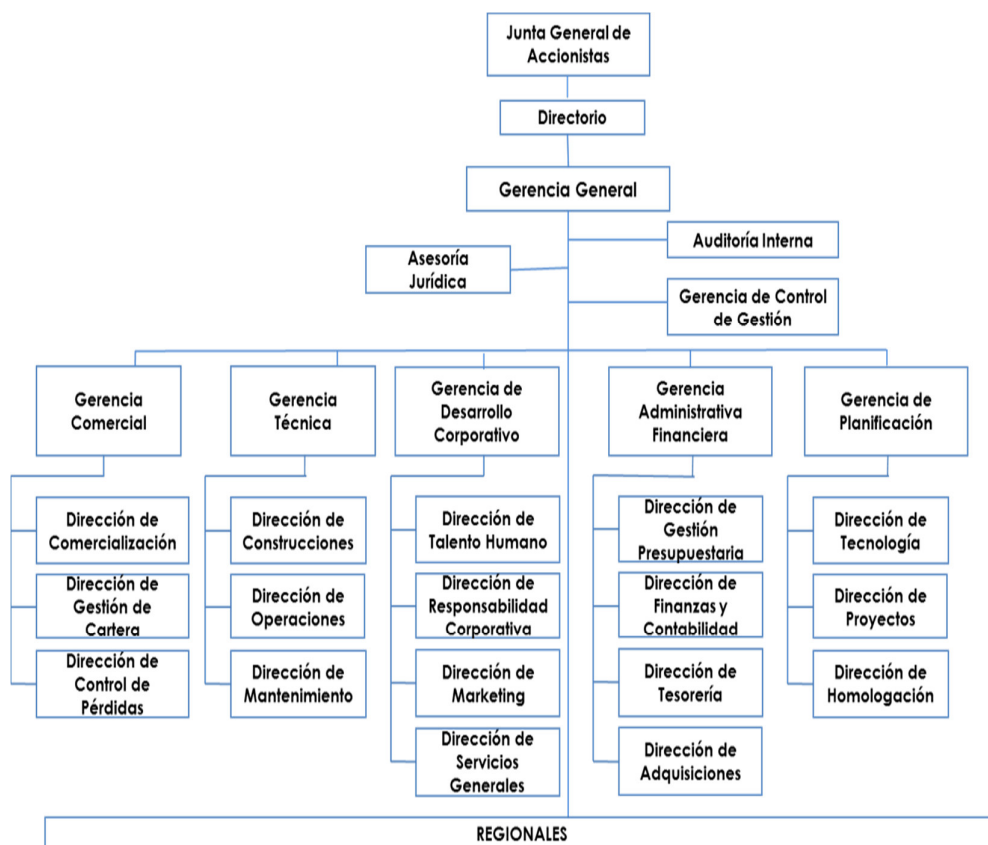 Junta General de
Accionistas
Directorio
Gerencia General
Auditoría Interna
Asesoría
Jurídica
Gerencia de Control
de Gestión
Gerencia
Comercial
Gerencia
Técnica
Gerencia de
Desarrollo
Corporativo
Gerencia
Administrativa
Financiera
Gerencia de
Planificación
Dirección de
Comercialización
Dirección de
Gestión de
Cartera
Dirección de
Control de
Pérdidas
Dirección de
Construcciones
Dirección de
Operaciones
Dirección de
Mantenimiento
Dirección de
Talento Humano
Dirección de
Responsabilidad
Corporativa
Dirección de
Marketing
Dirección de
Servicios
Generales
Dirección de
Gestión
Presupuestaria
Dirección de
Finanzas y
Contabilidad
Dirección de
Tesorería
Dirección de
Adquisiciones
Dirección de
Tecnología
Dirección de
Proyectos
Dirección de
Homologación
REGIONALES